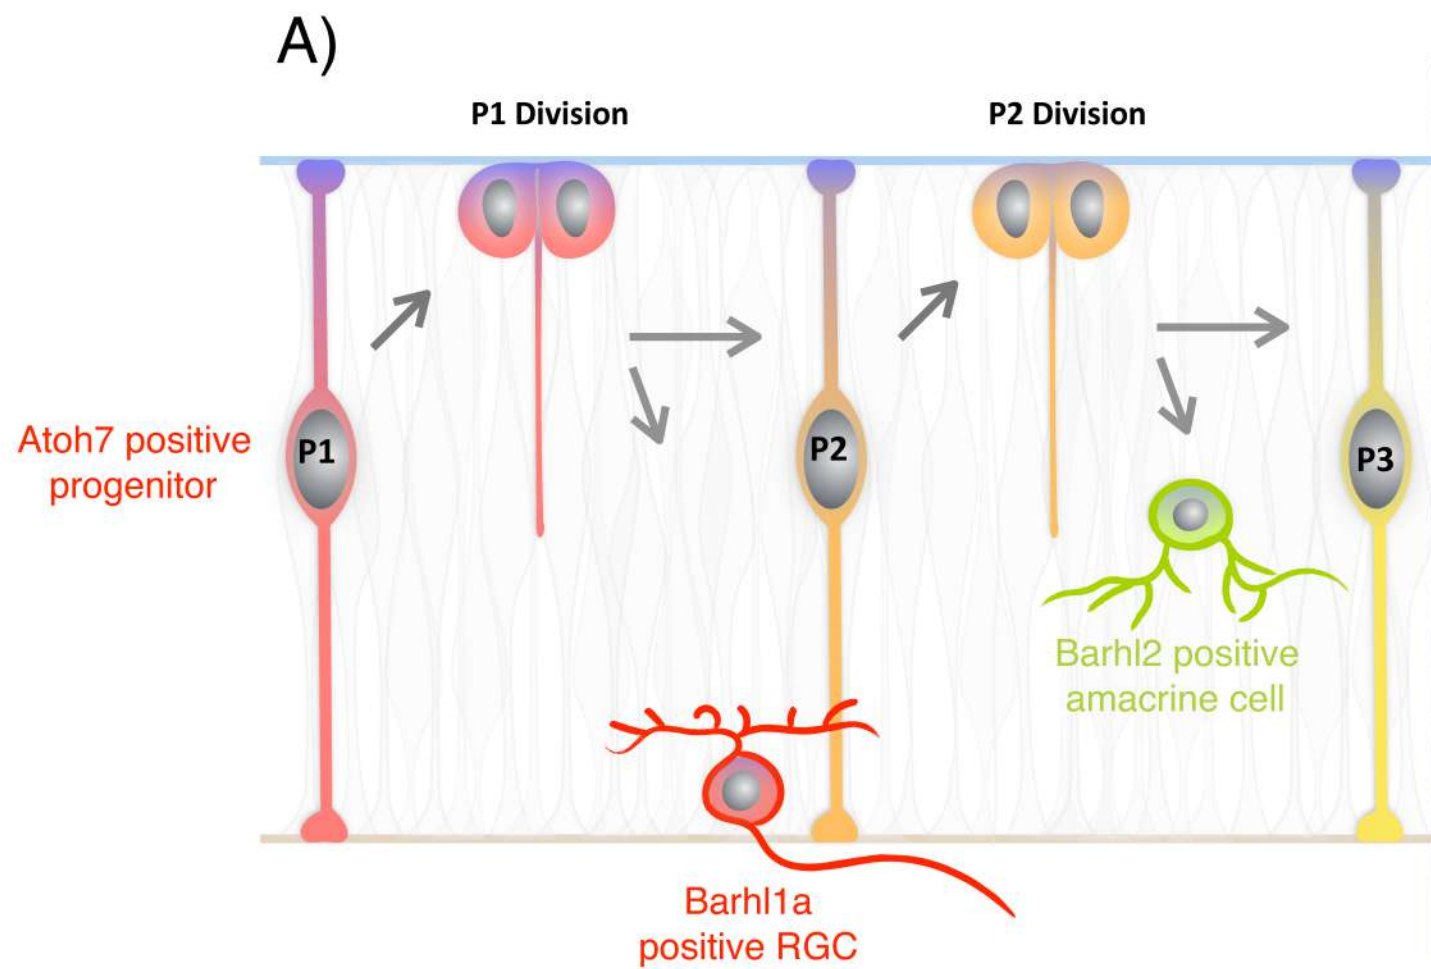 A)
P1 Division
P2 Division
Atoh7 positive
progenitor
P1
P2
P3
Barhl2 positive
amacrine cell
Barhl1a
positive RGC